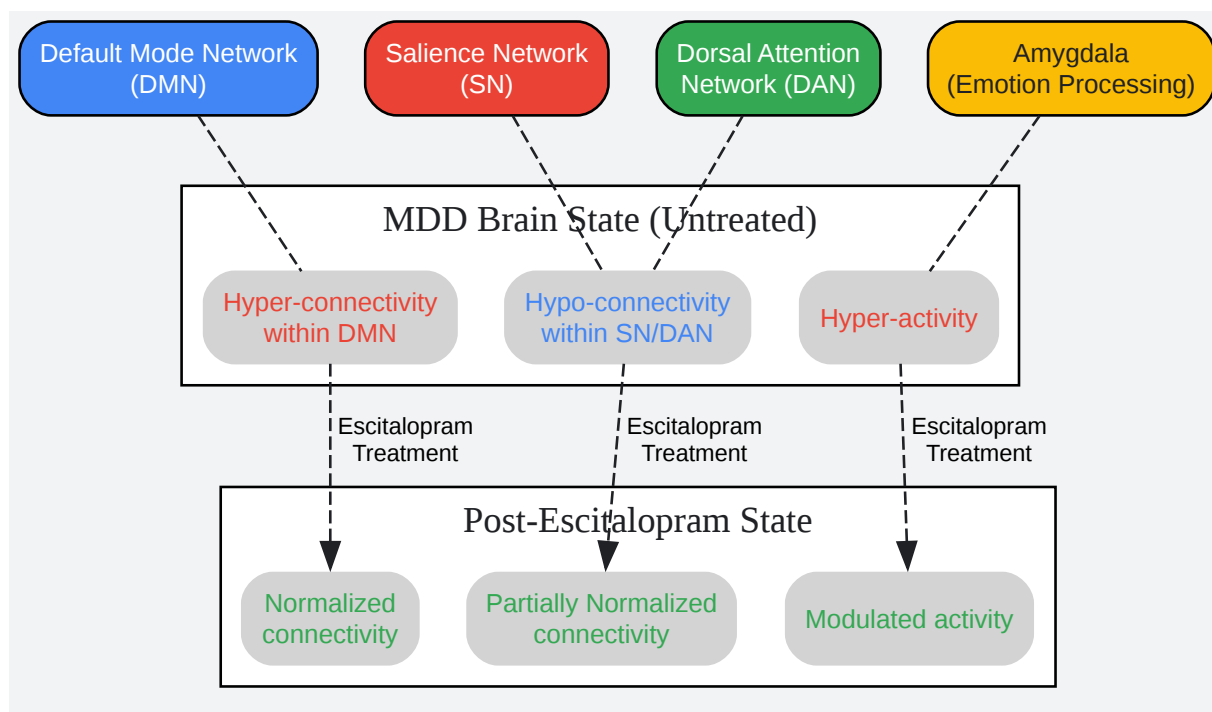 Default Mode Network
(DMN)
Salience Network
(SN)
Dorsal Attention
Network (DAN)
Amygdala
(Emotion Processing)
MDD Brain State (Untreated)
Hyper-connectivity
within DMN
Hypo-connectivity
within SN/DAN
Hyper-activity
Escitalopram
Treatment
Escitalopram
Treatment
Escitalopram
Treatment
Post-Escitalopram State
Normalized
connectivity
Partially Normalized
connectivity
Modulated activity